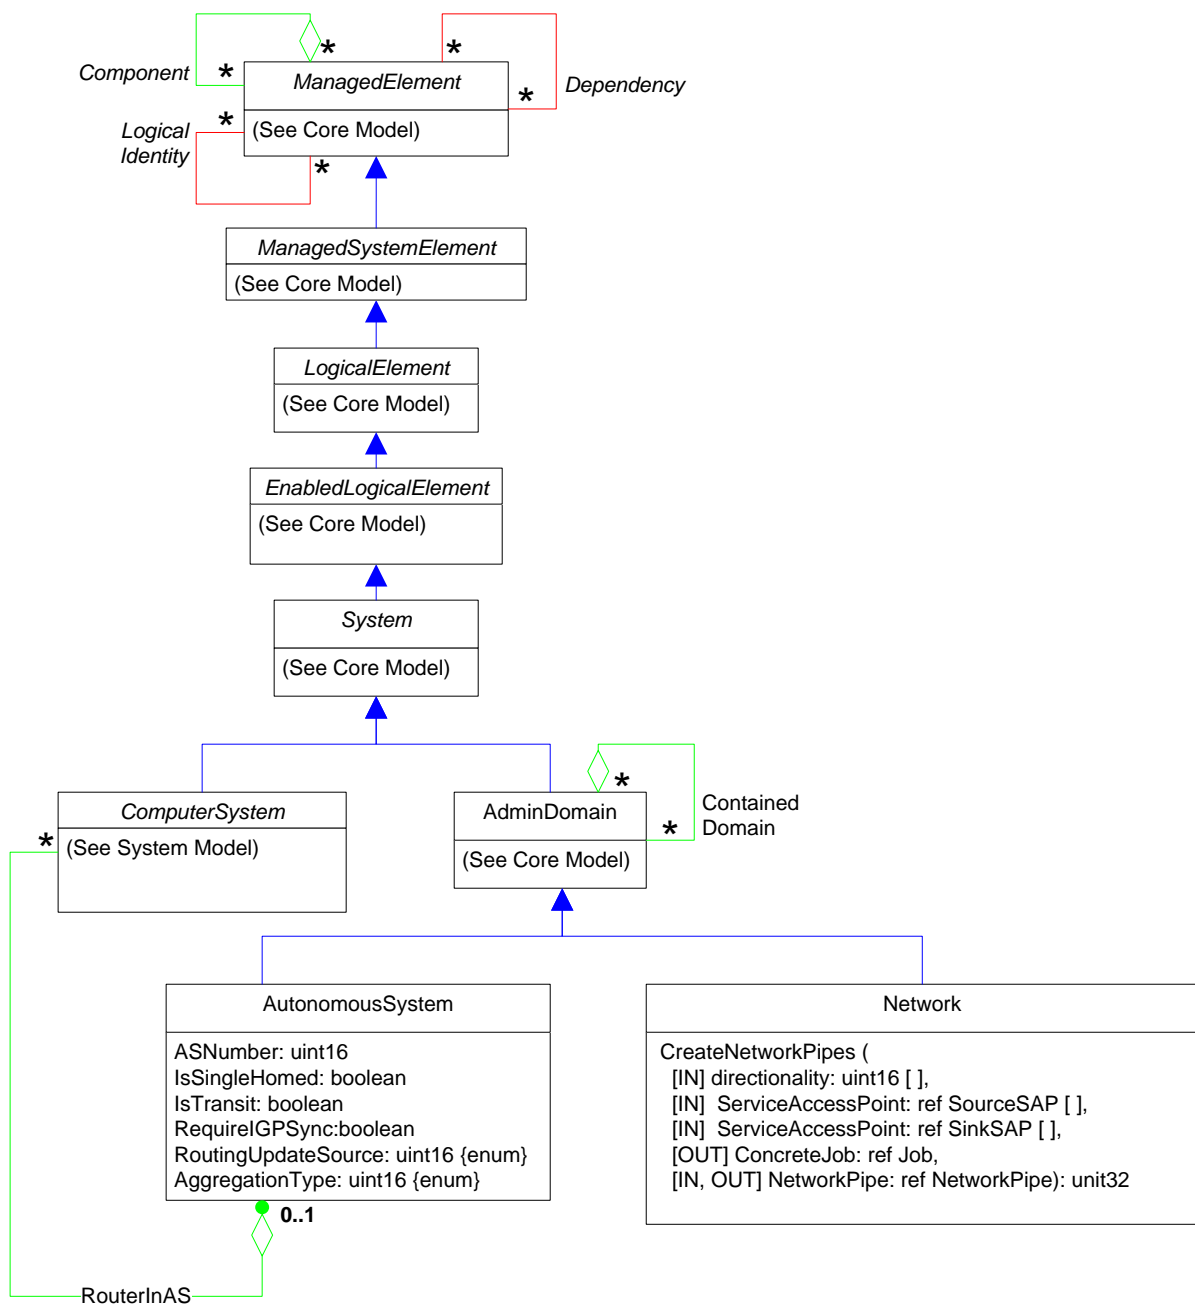 *
*
Component
*
ManagedElement
*
Dependency
*
Logical
Identity
(See Core Model)
*
ManagedSystemElement
(See Core Model)
LogicalElement
(See Core Model)
EnabledLogicalElement
(See Core Model)
System
(See Core Model)
*
ComputerSystem
*
(See System Model)
AdminDomain
*
(See Core Model)
Contained
Domain
AutonomousSystem
ASNumber: uint16
IsSingleHomed: boolean
IsTransit: boolean
RequireIGPSync:boolean
RoutingUpdateSource: uint16 {enum}
AggregationType: uint16 {enum}
0..1
Network
CreateNetworkPipes (
[IN] directionality: uint16 [ ],
[IN]  ServiceAccessPoint: ref SourceSAP [ ],
[IN]  ServiceAccessPoint: ref SinkSAP [ ],
[OUT] ConcreteJob: ref Job,
[IN, OUT] NetworkPipe: ref NetworkPipe): unit32
RouterInAS